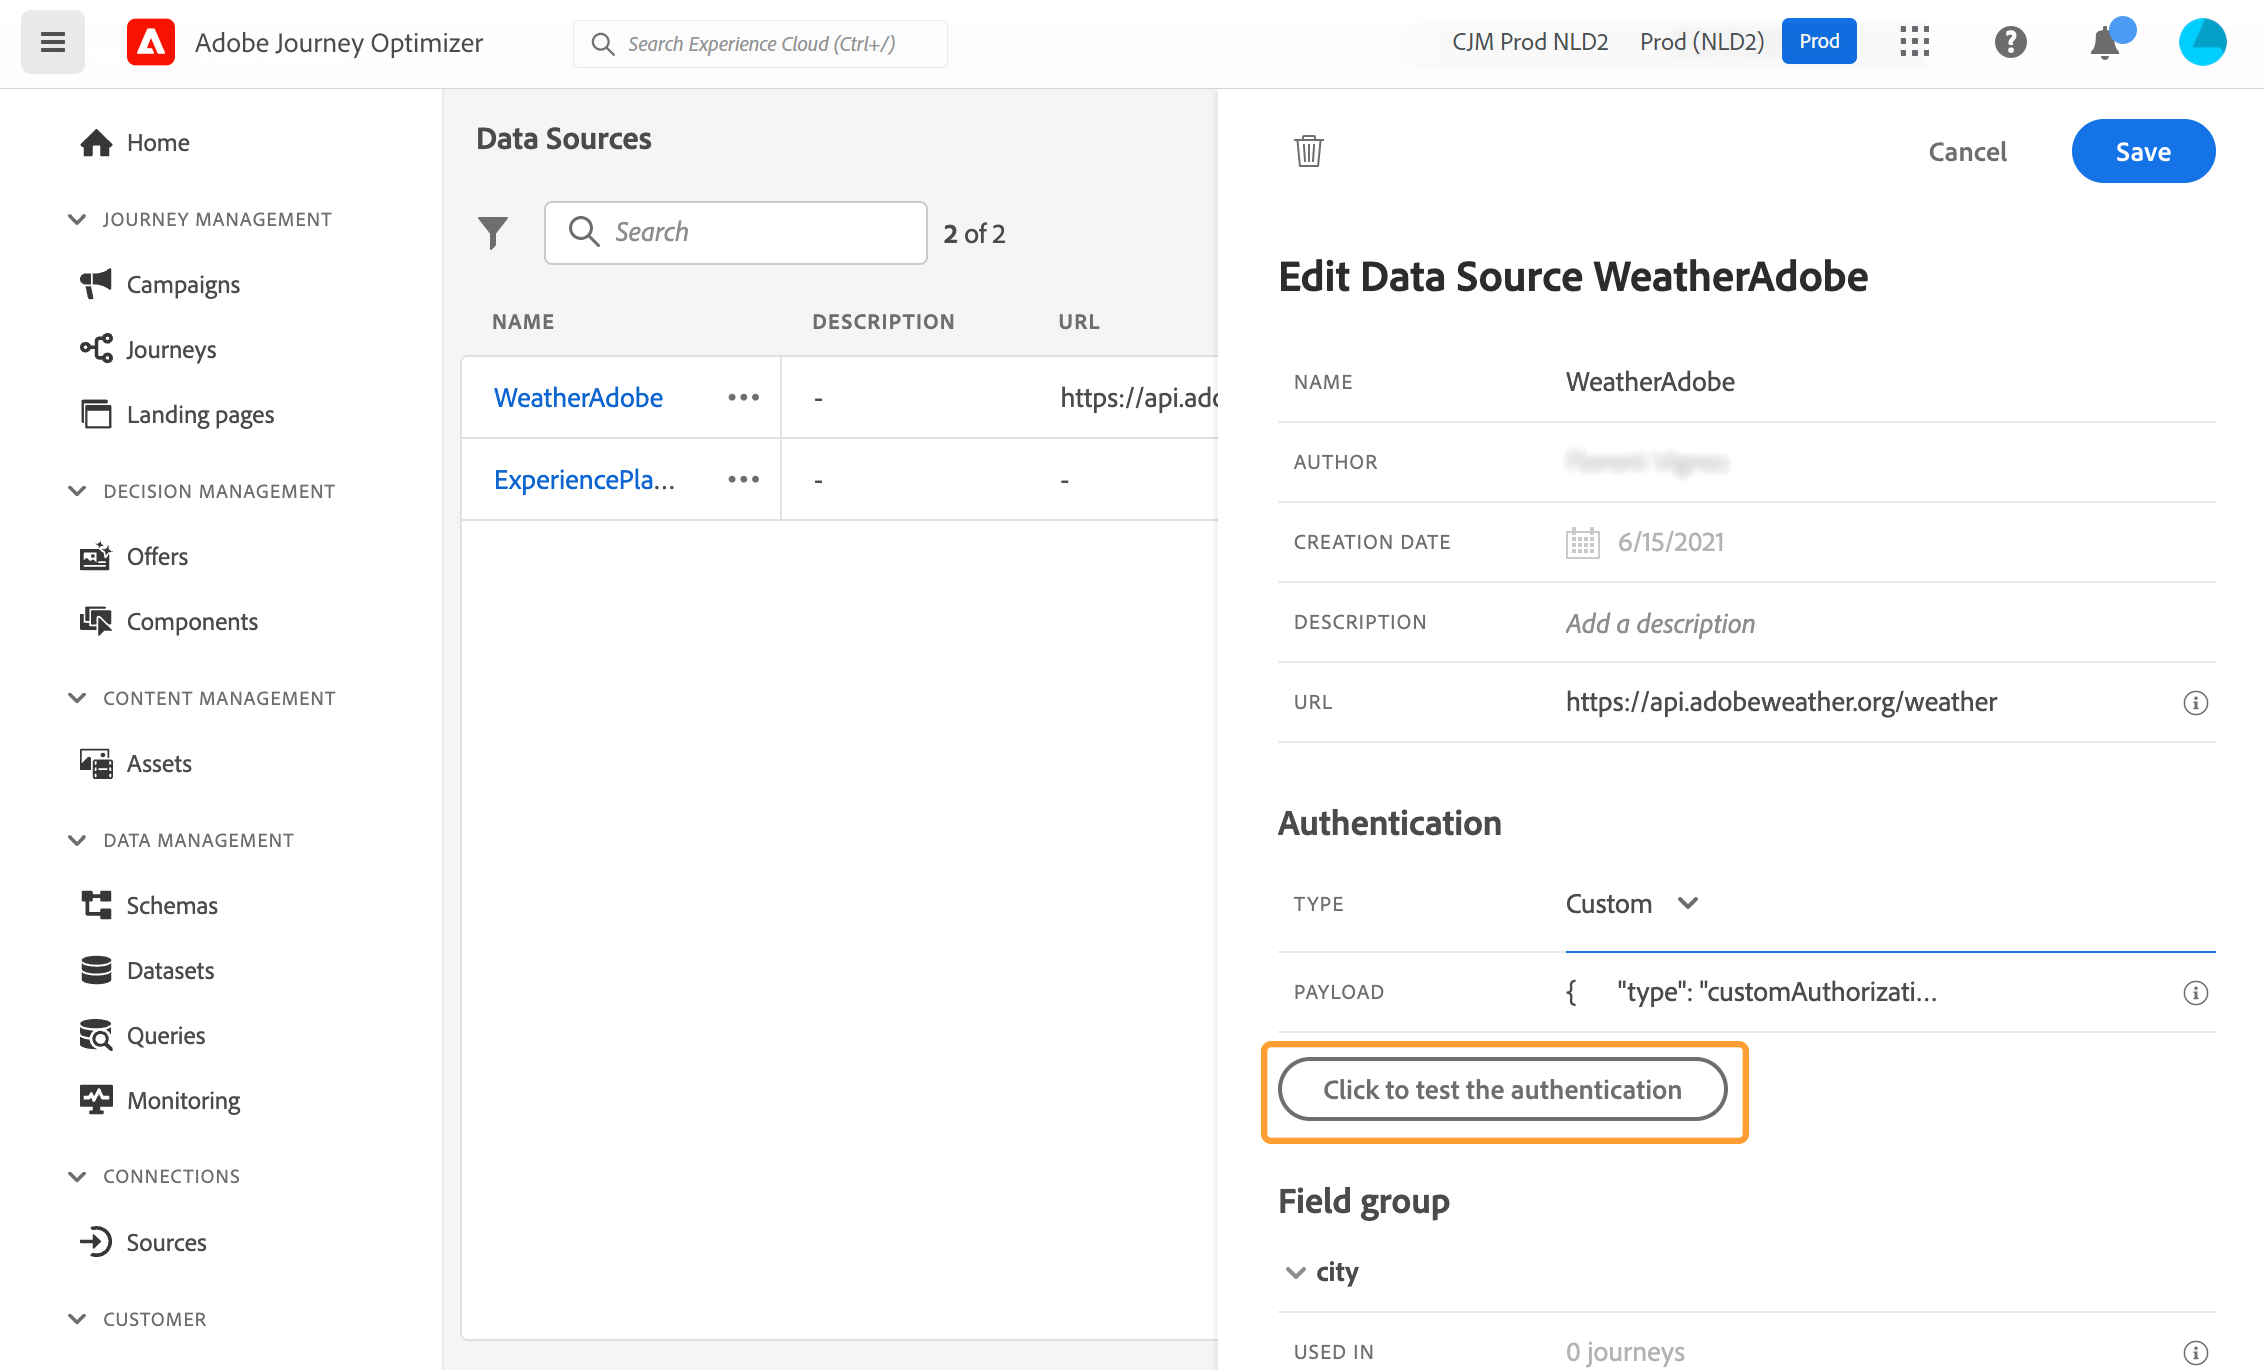 Adobe Journey Optimizer
Search Experience Cloud (Ctrl+/)
CJM Prod NLD2
Prod (NLD2)
Prod
Home
JOURNEY MANAGEMENT
Campaigns
Journeys
Landing pages
DECISION MANAGEMENT
Offers
Components
CONTENT MANAGEMENT
Assets
DATA MANAGEMENT
Schemas
Datasets
Queries
Monitoring
CONNECTIONS
Sources
CUSTOMER
Data Sources
Search
2 of 2
NAME DESCRIPTION URL
WeatherAdobe ••• - https://api.ado
ExperiencePla... ••• - -
Cancel
Save
Edit Data Source WeatherAdobe
NAME WeatherAdobe
AUTHOR
CREATION DATE 6/15/2021
DESCRIPTION Add a description
URL https://api.adobeweather.org/weather
Authentication
TYPE Custom
PAYLOAD { "type": "customAuthorizati...
Click to test the authentication
Field group
city
USED IN 0 journeys